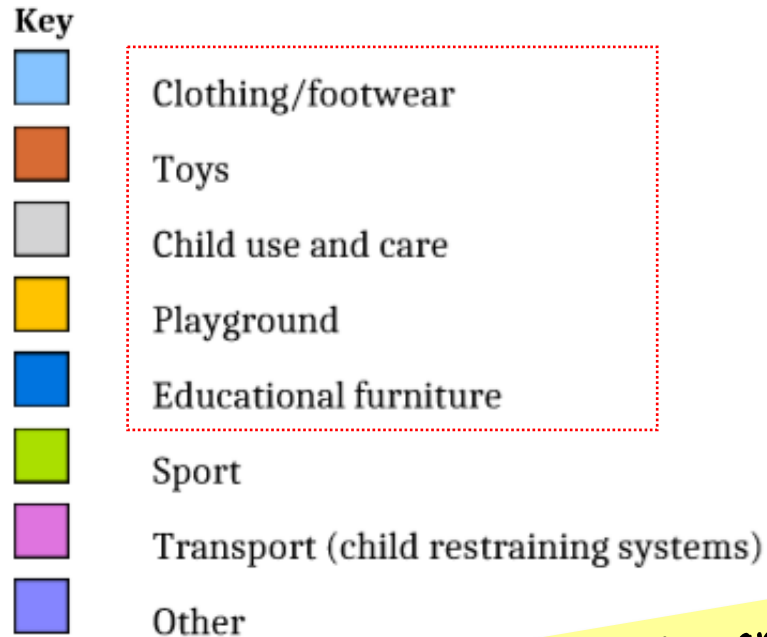 Key
Clothing/footwear
Toys
Child use and care
Playground
Educational furniture
Sport
Transport (child restraining systems)
Other